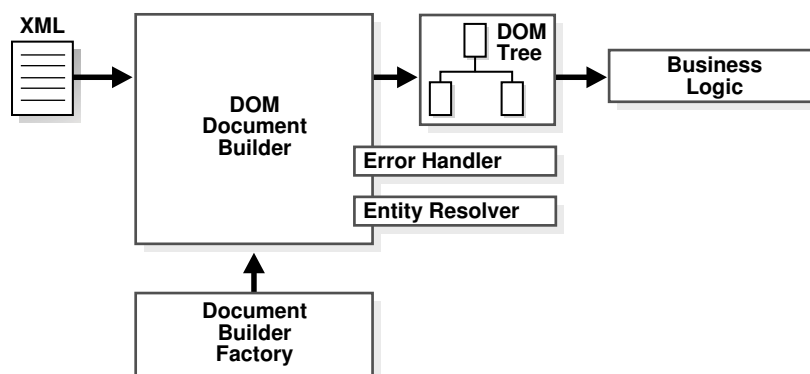 XML
DOM
Document
Builder
DOM
Tree
Business
Logic
Error Handler
Entity Resolver
Document
Builder
Factory